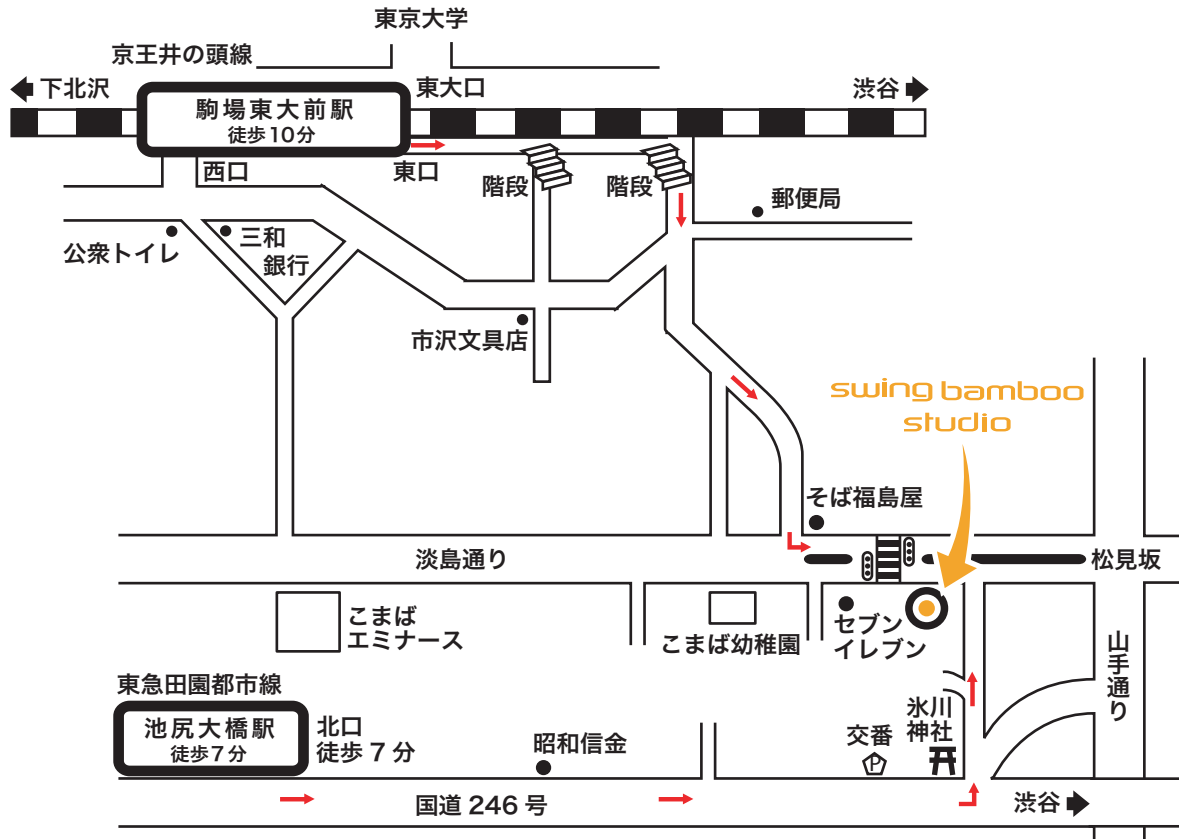 東京大学
京王井の頭線
下北沢
東大口
渋谷
駒場東大前駅
徒歩10分
西口
東口
階段
階段
郵便局
公衆トイレ
三和
銀行
市沢文具店
swing bamboo
studio
そば福島屋
淡島通り
松見坂
こまば
エミナース
こまば幼稚園
セブン
イレブン
山手通り
東急田園都市線
池尻大橋駅
徒歩7分
北口
徒歩7分
昭和信金
交番
P
氷川
神社
国道246号
渋谷